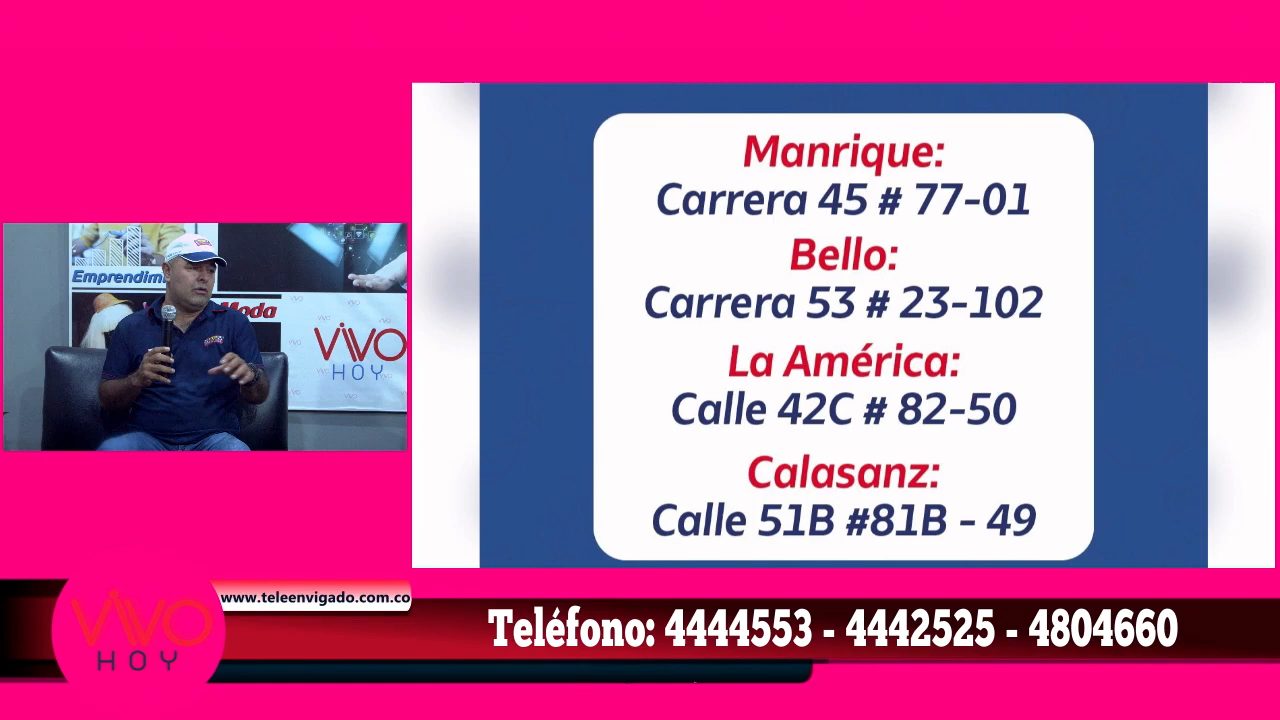 Manrique:
Carrera 45 # 77-01
Bello:
Carrera 53 # 23-102
La América:
Calle 42C # 82-50
Calasanz:
Calle 51B #81B - 49
Emprendimi
Moda
VIVO
HOY
www.teleenvigado.com.co
VIVO
HOY
Teléfono: 4444553 - 4442525 - 4804660